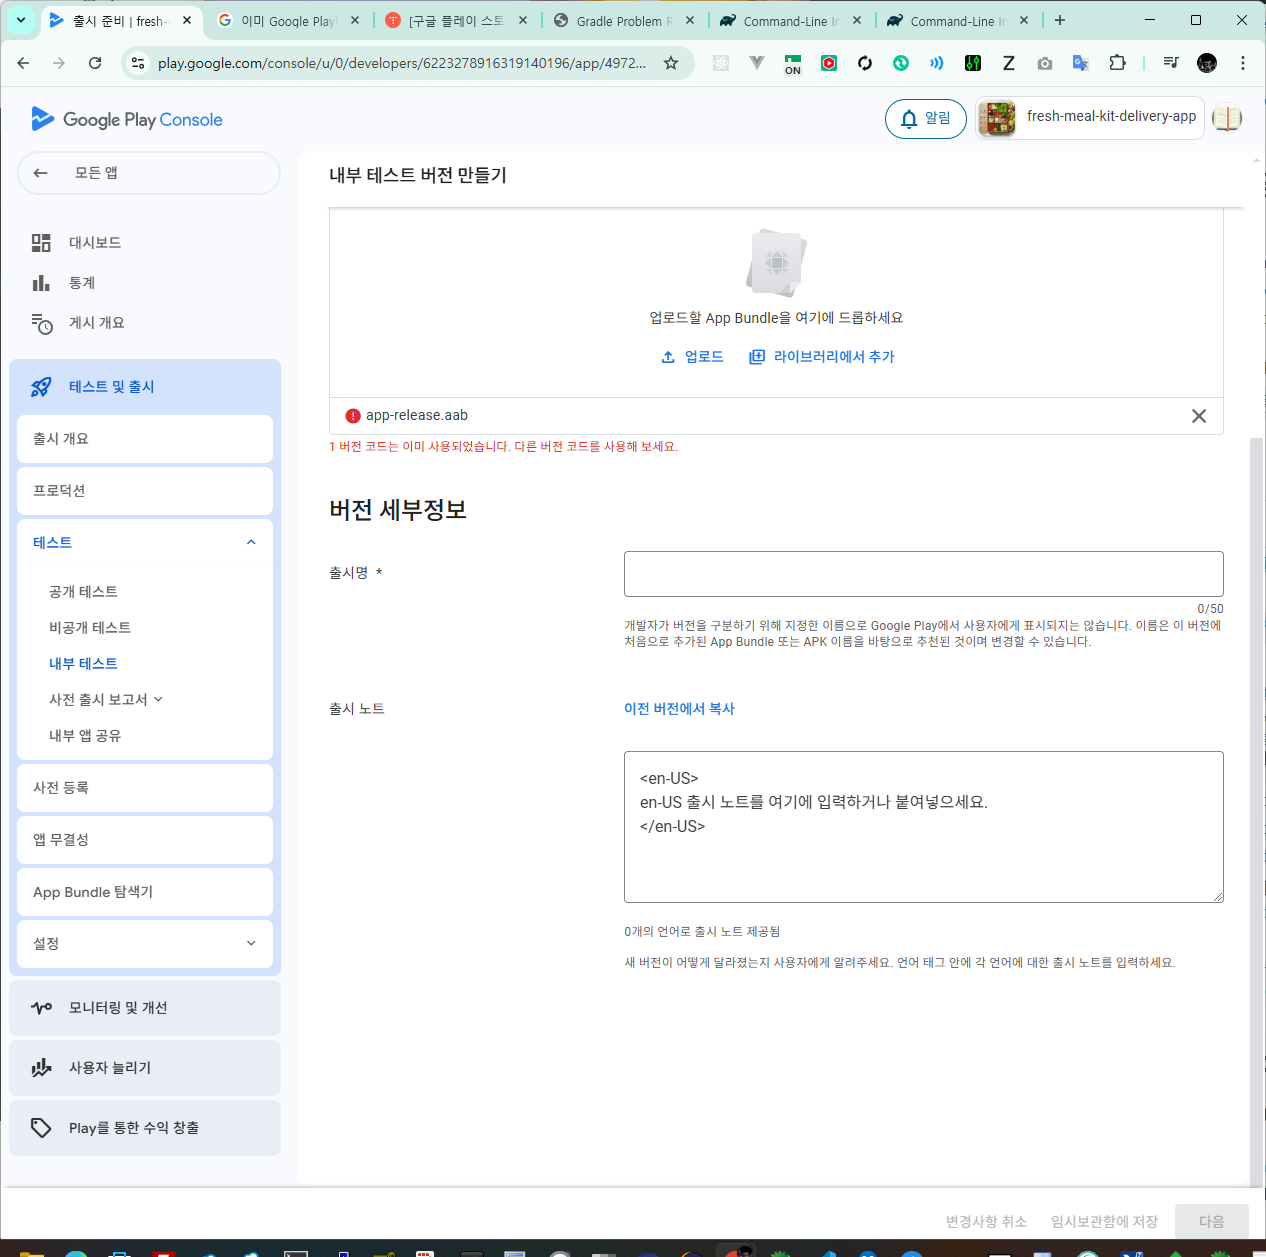 출시 준비 | fresh-
이미 Google Play
[구글 플레이 스토
Gradle Problem R
Command-Line In
Command-Line In
play.google.com/console/u/0/developers/6223278916319140196/app/4972...
ON
Google Play Console
알림
fresh-meal-kit-delivery-app
모든 앱
내부 테스트 버전 만들기
대시보드
통계
게시 개요
테스트 및 출시
출시 개요
프로덕션
테스트
공개 테스트
비공개 테스트
내부 테스트
사전 출시 보고서
내부 앱 공유
사전 등록
앱 무결성
App Bundle 탐색기
설정
모니터링 및 개선
사용자 늘리기
Play를 통한 수익 창출
업로드할 App Bundle을 여기에 드롭하세요
업로드
라이브러리에서 추가
app-release.aab
1 버전 코드는 이미 사용되었습니다. 다른 버전 코드를 사용해 보세요.
버전 세부정보
출시명 *
0/50
개발자가 버전을 구분하기 위해 지정한 이름으로 Google Play에서 사용자에게 표시되지는 않습니다. 이름은 이 버전에
처음으로 추가된 App Bundle 또는 APK 이름을 바탕으로 추천된 것이며 변경할 수 있습니다.
출시 노트
이전 버전에서 복사
<en-US>
en-US 출시 노트를 여기에 입력하거나 붙여넣으세요.
</en-US>
0개의 언어로 출시 노트 제공됨
새 버전이 어떻게 달라졌는지 사용자에게 알려주세요. 언어 태그 안에 각 언어에 대한 출시 노트를 입력하세요.
변경사항 취소
임시보관함에 저장
다음